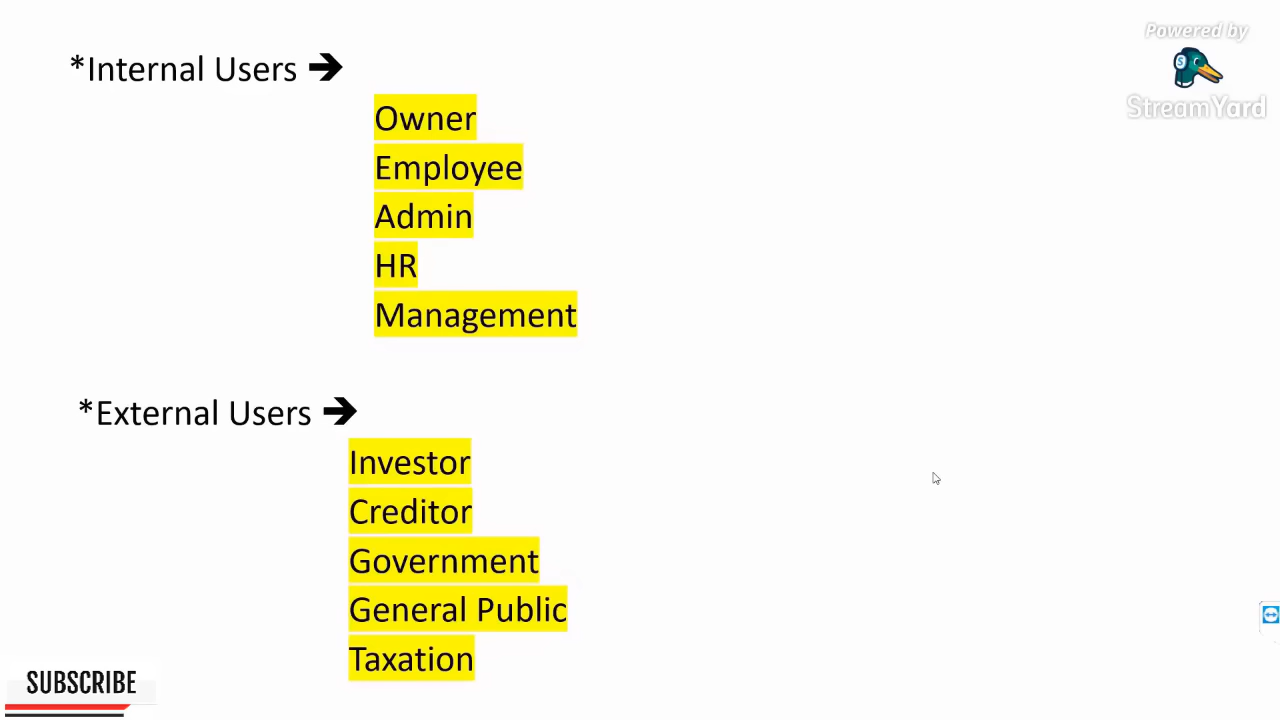 Powered by
StreamYard
*Internal Users ➔
Owner
Employee
Admin
HR
Management
*External Users ➔
Investor
Creditor
Government
General Public
Taxation
SUBSCRIBE